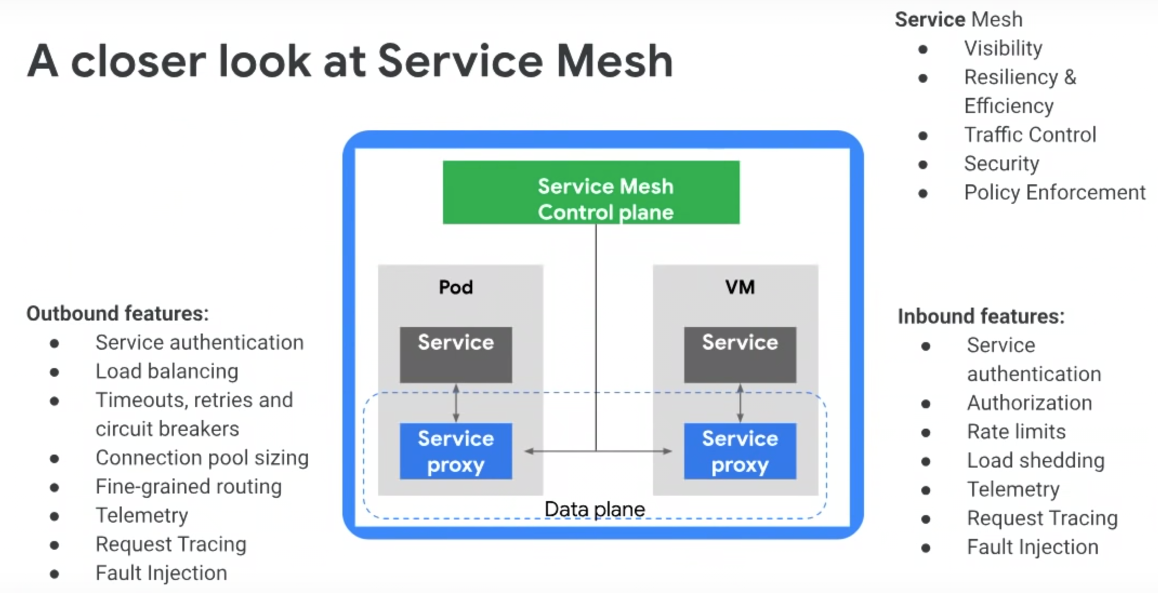 A closer look at Service Mesh
Service Mesh
● Visibility
● Resiliency &
Efficiency
● Traffic Control
● Security
● Policy Enforcement
Service Mesh
Control plane
Pod
Service
Service
proxy
VM
Service
Service
proxy
Data plane
Outbound features:
● Service authentication
● Load balancing
● Timeouts, retries and
circuit breakers
● Connection pool sizing
● Fine-grained routing
● Telemetry
● Request Tracing
● Fault Injection
Inbound features:
● Service
authentication
● Authorization
● Rate limits
● Load shedding
● Telemetry
● Request Tracing
● Fault Injection